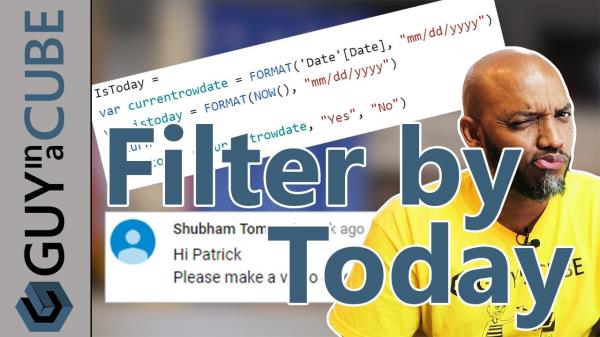 GUY in a CUBE
IsToday =
var currentrowdate = FORMAT('Date'[Date], "mm/dd/yyyy")
istoday = FORMAT(NOW(), "mm/dd/yyyy")
rowdate, "Yes", "No")
Filter by
Today
Shubham Tom ago
Hi Patrick
Please make a
CUBE